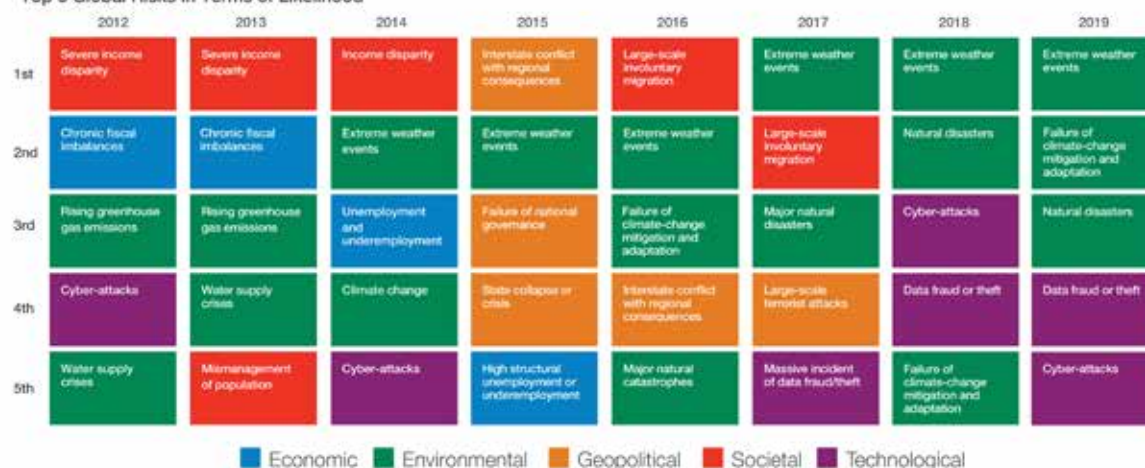 2012 2013 2014 2015 2016 2017 2018 2019
1st
Severe income
disparity
Severe income
disparity
Income disparity
Interstate conflict
with regional
consequences
Large-scale
involuntary
migration
Extreme weather
events
Extreme weather
events
Extreme weather
events
2nd
Chronic fiscal
imbalances
Chronic fiscal
imbalances
Extreme weather
events
Extreme weather
events
Extreme weather
events
Large-scale
involuntary
migration
Natural disasters
Failure of
climate-change
mitigation and
adaptation
3rd
Rising greenhouse
gas emissions
Rising greenhouse
gas emissions
Unemployment
and
underemployment
Failure of national
governance
Failure of
climate-change
mitigation and
adaptation
Major natural
disasters
Cyber-attacks
Natural disasters
4th
Cyber-attacks
Water supply
crises
Climate change
State collapse or
crisis
Interstate conflict
with regional
consequences
Large-scale
terrorist attacks
Data fraud or theft
Data fraud or theft
5th
Water supply
crises
Mismanagement
of population
Cyber-attacks
High structural
unemployment or
underemployment
Major natural
catastrophes
Massive incident
of data fraud/theft
Failure of
climate-change
mitigation and
adaptation
Cyber-attacks
Economic Environmental Geopolitical Societal Technological